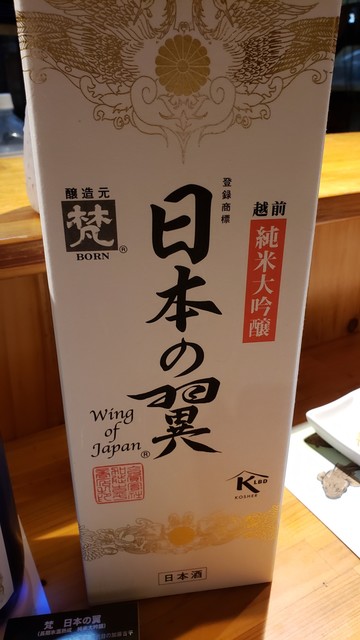 登録商標
醸造元
梵
®
BORN
日本の翼
越前
純米大吟醸
Wing
of
Japan®
K LBD
KOSHER
日本酒
梵 日本の翼